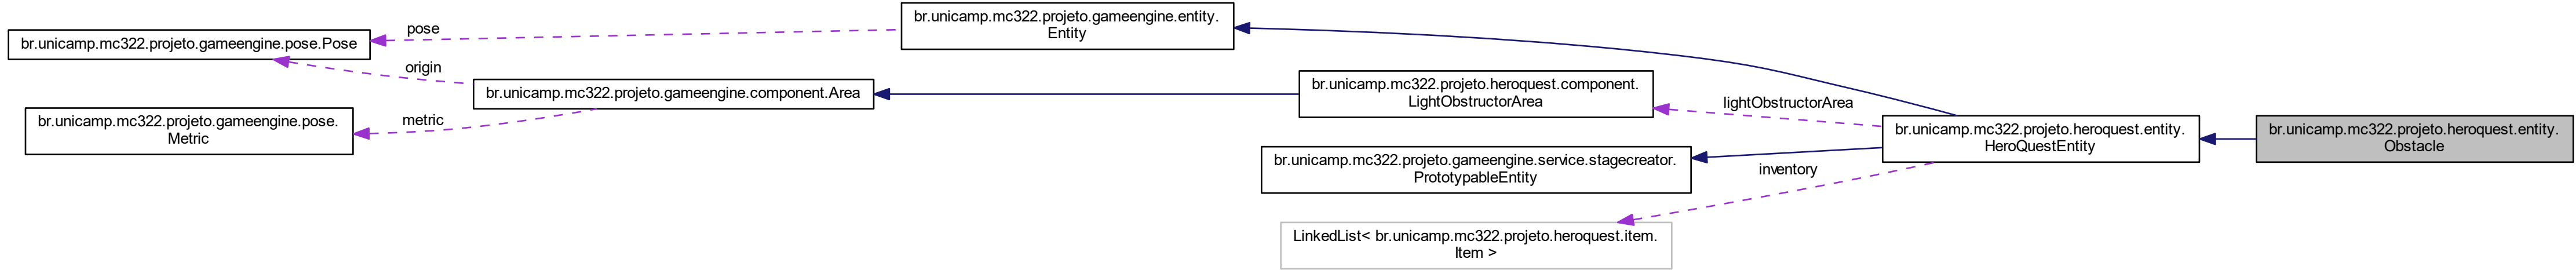 br.unicamp.mc322.projeto.gameengine.pose.Pose
pose
origin
br.unicamp.mc322.projeto.gameengine.pose.
Metric
metric
br.unicamp.mc322.projeto.gameengine.component.Area
br.unicamp.mc322.projeto.gameengine.entity.
Entity
br.unicamp.mc322.projeto.heroquest.component.
LightObstructorArea
lightObstructorArea
br.unicamp.mc322.projeto.gameengine.service.stagecreator.
PrototypableEntity
inventory
LinkedList< br.unicamp.mc322.projeto.heroquest.item.
Item >
br.unicamp.mc322.projeto.heroquest.entity.
HeroQuestEntity
br.unicamp.mc322.projeto.heroquest.entity.
Obstacle